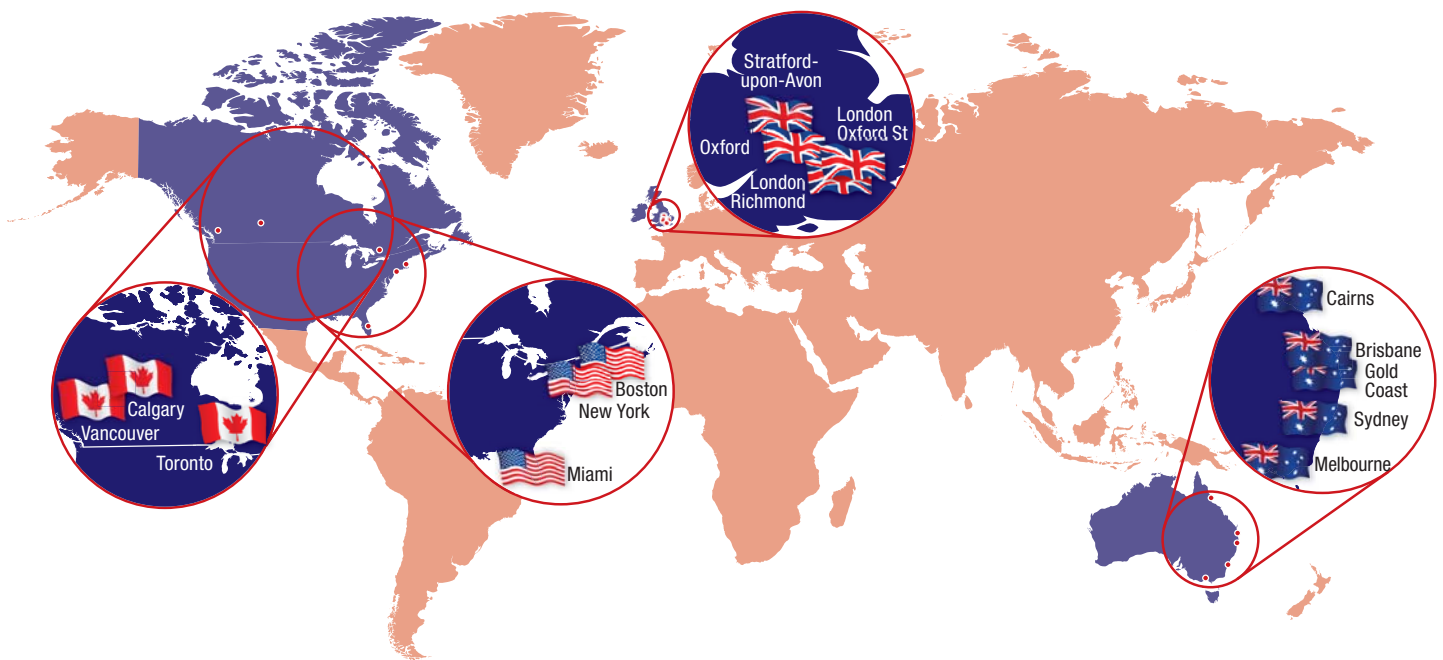 Stratford-
upon-Avon
London
Oxford St
Oxford
London
Richmond
Calgary
Vancouver
Toronto
Boston
New York
Miami
Cairns
Brisbane
Gold
Coast
Sydney
Melbourne